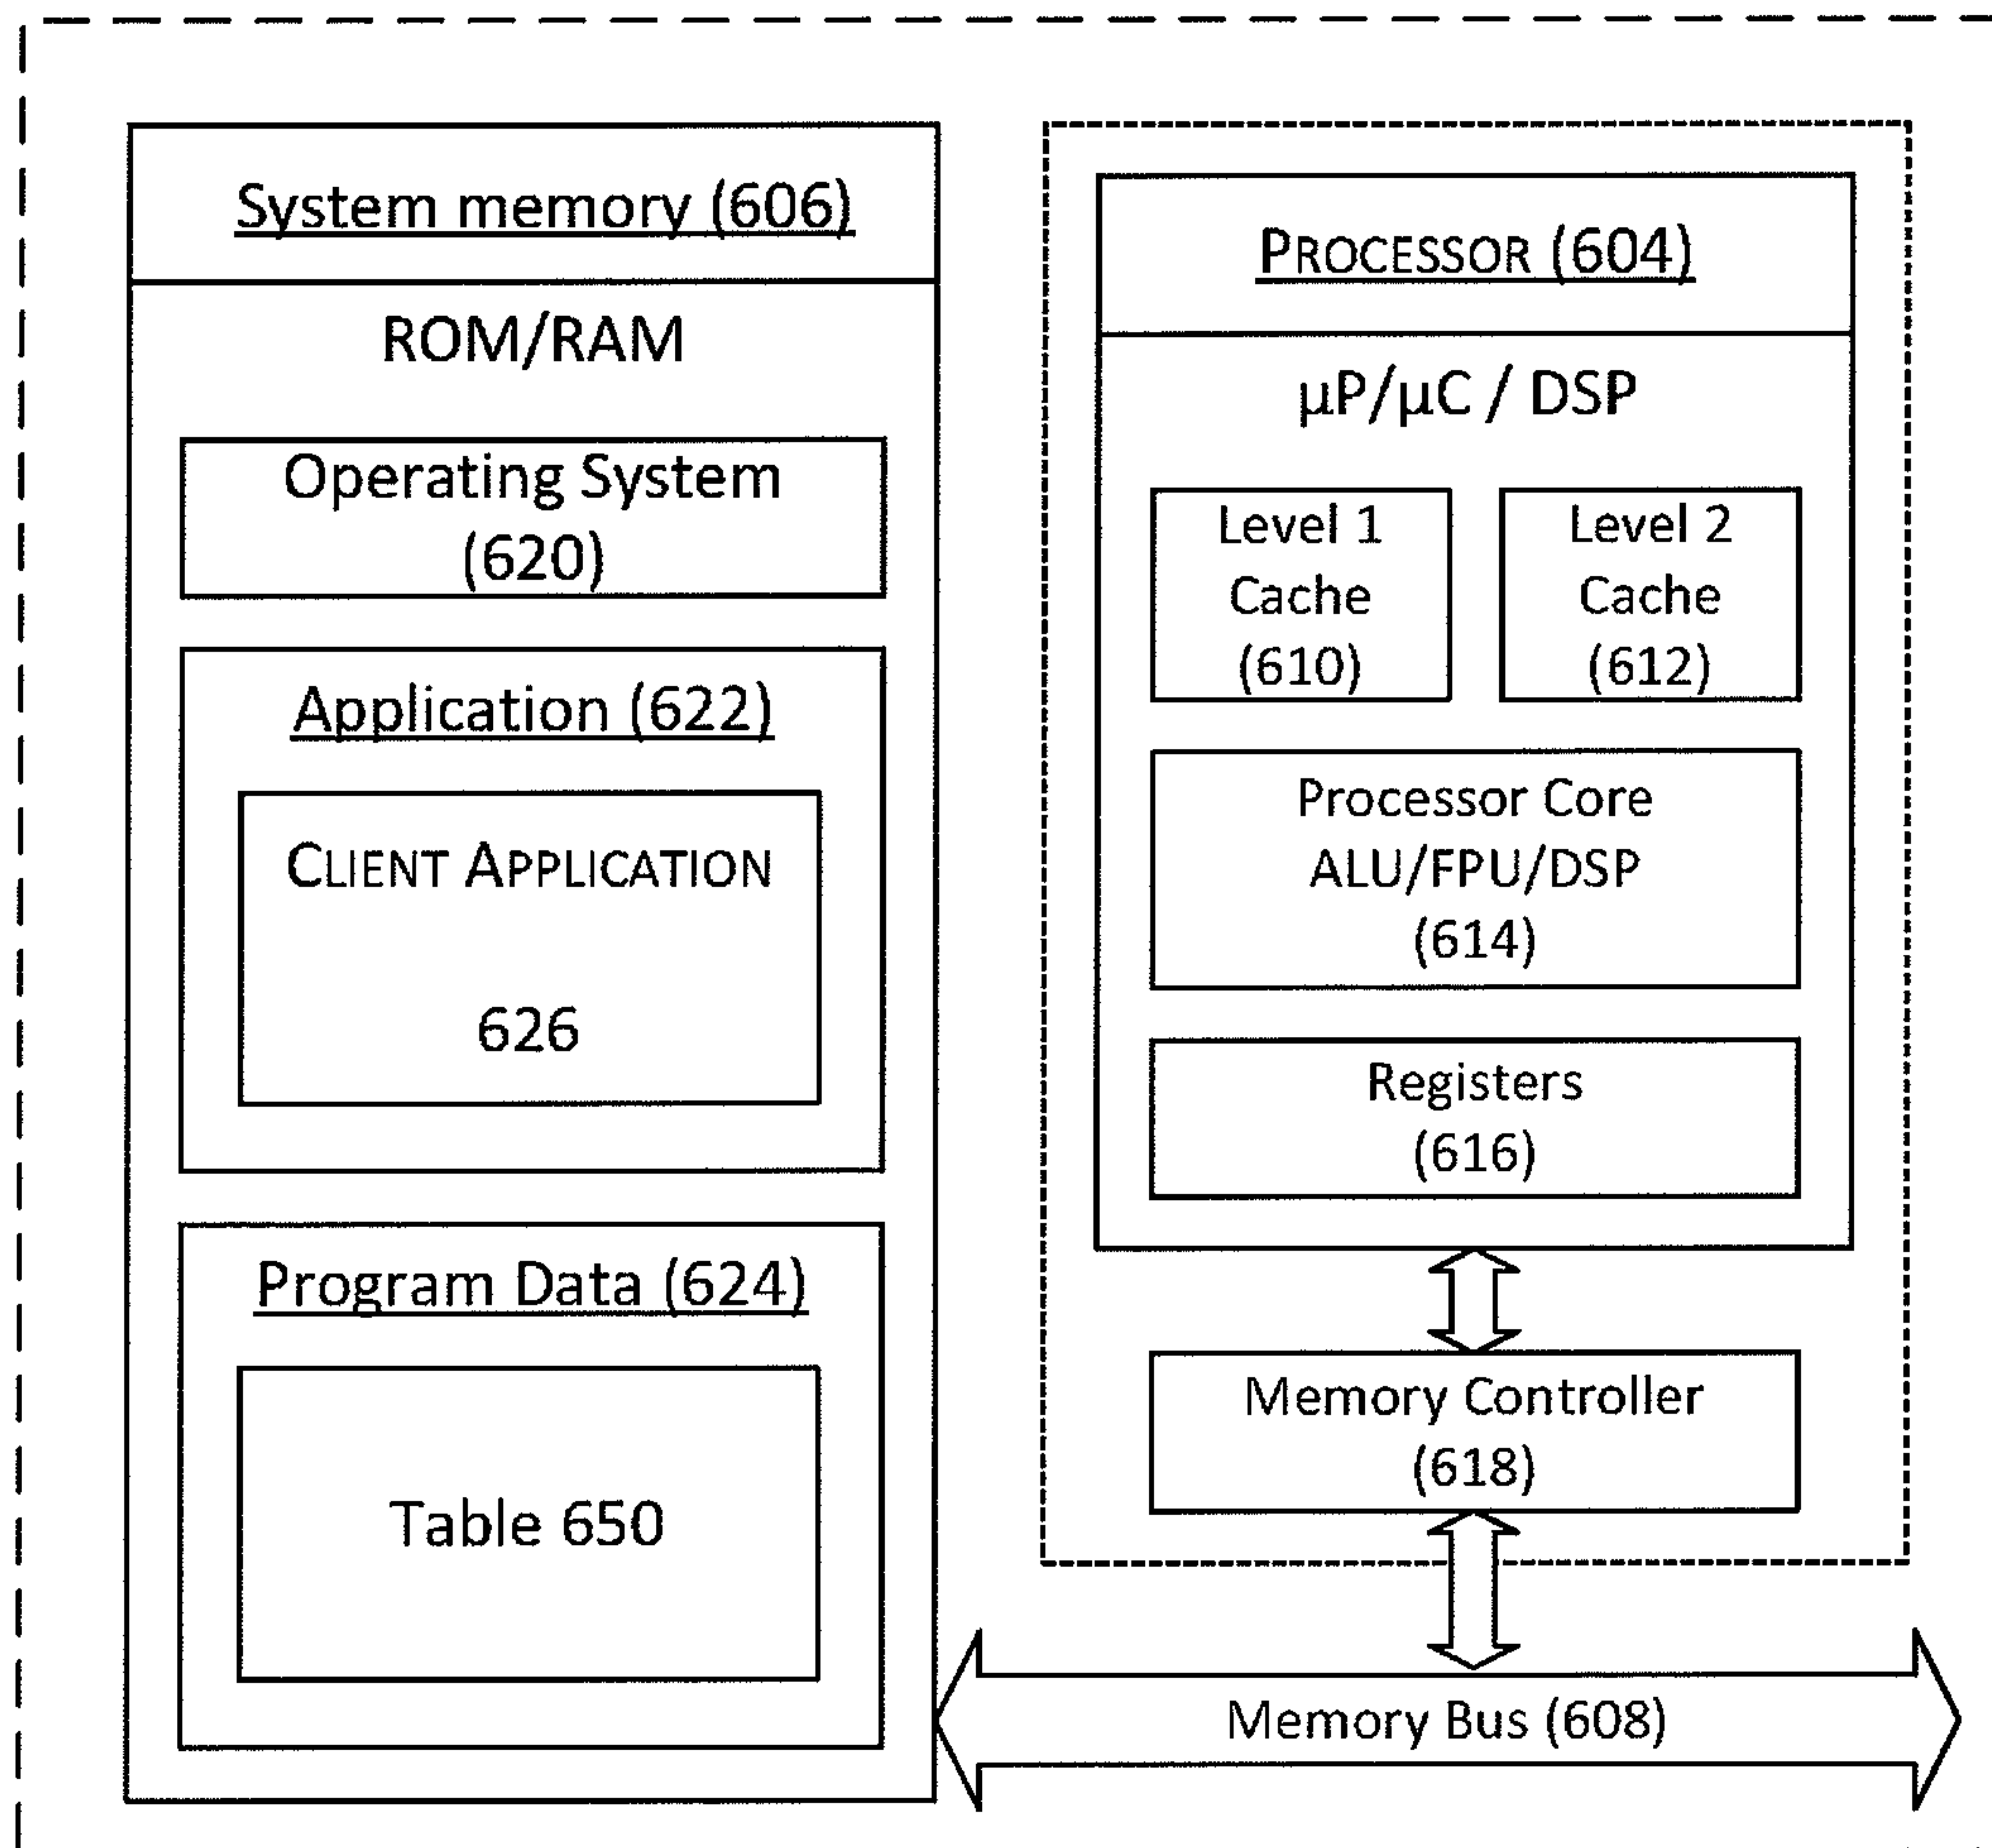 System memory (606)
ROM/RAM
Operating System
(620)
Application (622)
CLIENT APPLICATION
626
Program Data (624)
Table 650
PROCESSOR (604)
µP/µC / DSP
Level 1
Cache
(610)
Level 2
Cache
(612)
Processor Core
ALU/FPU/DSP
(614)
Registers
(616)
Memory Controller
(618)
Memory Bus (608)